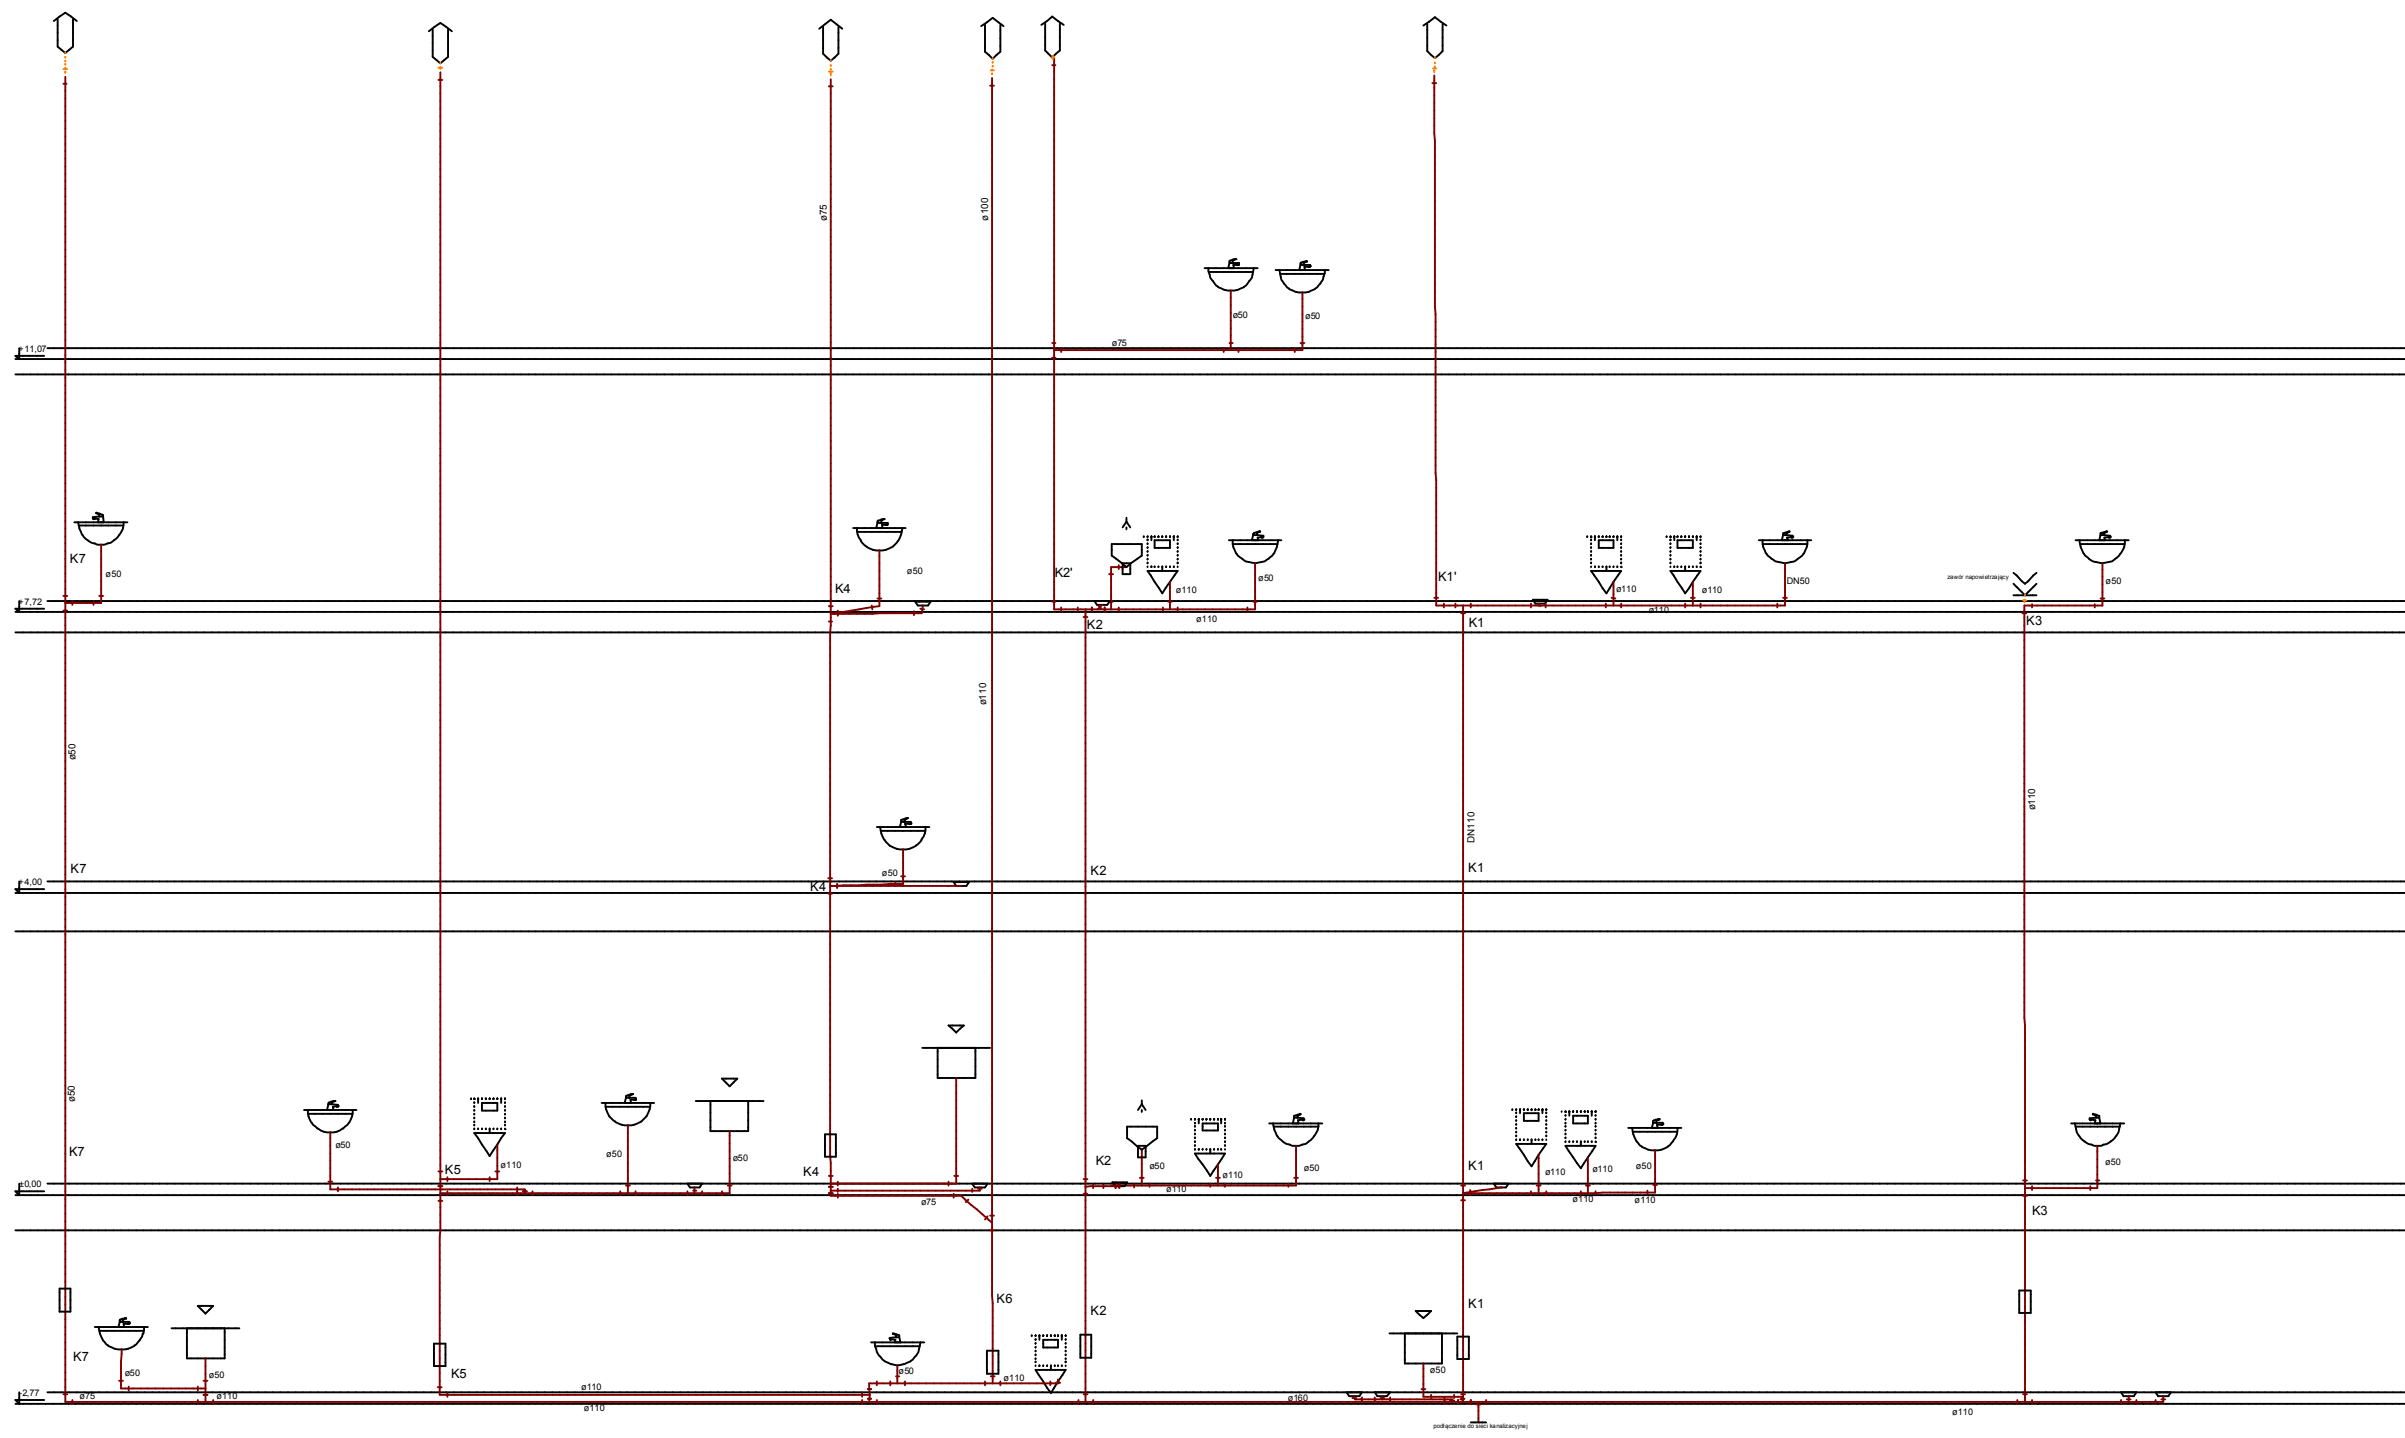 ø75
ø100
ø50
ø50
+11,07
ø75
K7
ø50
K4
ø50
K2'
ø110
ø50
K1'
ø110
ø110
DN50
zawór napowietrzający
ø50
+7,72
K2
ø110
K1
ø110
K3
ø110
ø50
ø110
DN110
K7
ø50
K4
K2
K1
+4,00
ø50
K7
ø50
K5
ø110
ø50
ø50
K4
K2
ø50
ø110
ø50
K1
ø110
ø110
ø50
ø50
±0,00
ø75
ø110
ø110
ø110
K3
K6
K2
K1
K7
ø50
ø50
K5
ø50
ø110
ø50
2,77
ø75
ø110
ø110
ø110
ø160
ø110
podłączenie do sieci kanalizacyjnej